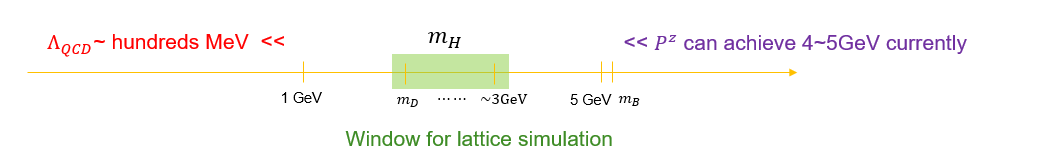 Λ_QCD ~ hundreds MeV << m_H << P^z can achieve 4~5GeV currently
1 GeV m_D ⋯⋯ ~3GeV 5 GeV m_B
Window for lattice simulation